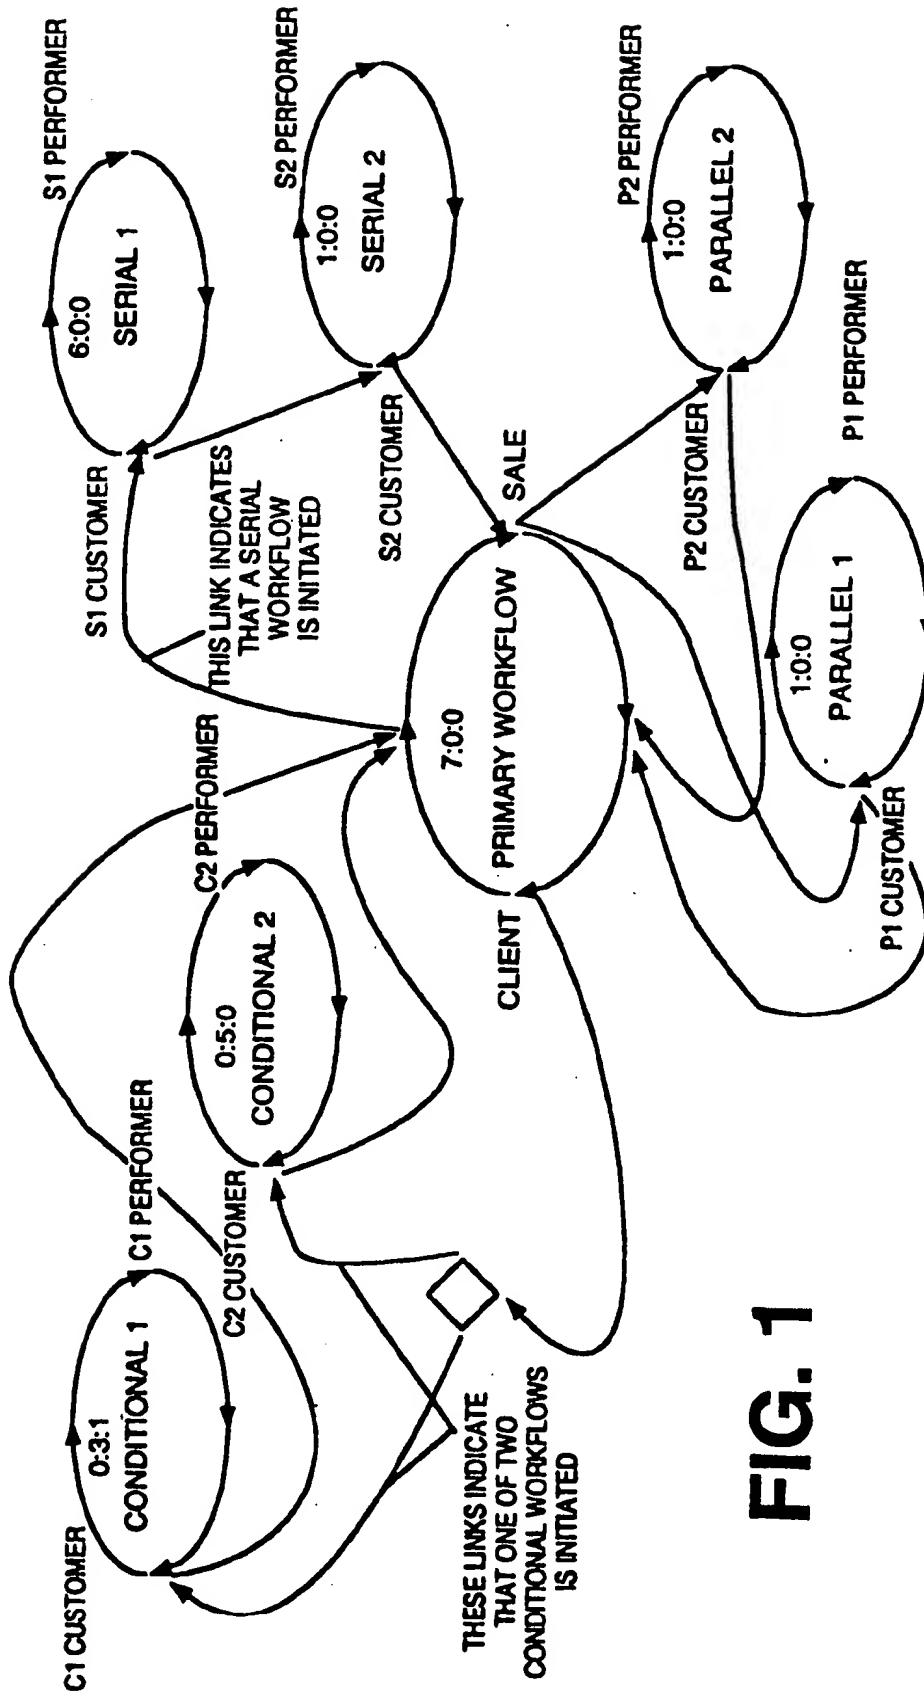 C1 CUSTOMER
0:3:1
CONDITIONAL 1
C1 PERFORMER
C2 CUSTOMER
0:5:0
CONDITIONAL 2
C2 PERFORMER
S1 CUSTOMER
6:0:0
SERIAL 1
S1 PERFORMER
THIS LINK INDICATES
THAT A SERIAL
WORKFLOW
IS INITIATED
S2 CUSTOMER
1:0:0
SERIAL 2
S2 PERFORMER
CLIENT
7:0:0
PRIMARY WORKFLOW
SALE
THESE LINKS INDICATE
THAT ONE OF TWO
CONDITIONAL WORKFLOWS
IS INITIATED
P2 CUSTOMER
1:0:0
PARALLEL 2
P2 PERFORMER
P1 CUSTOMER
1:0:0
PARALLEL 1
P1 PERFORMER
FIG. 1